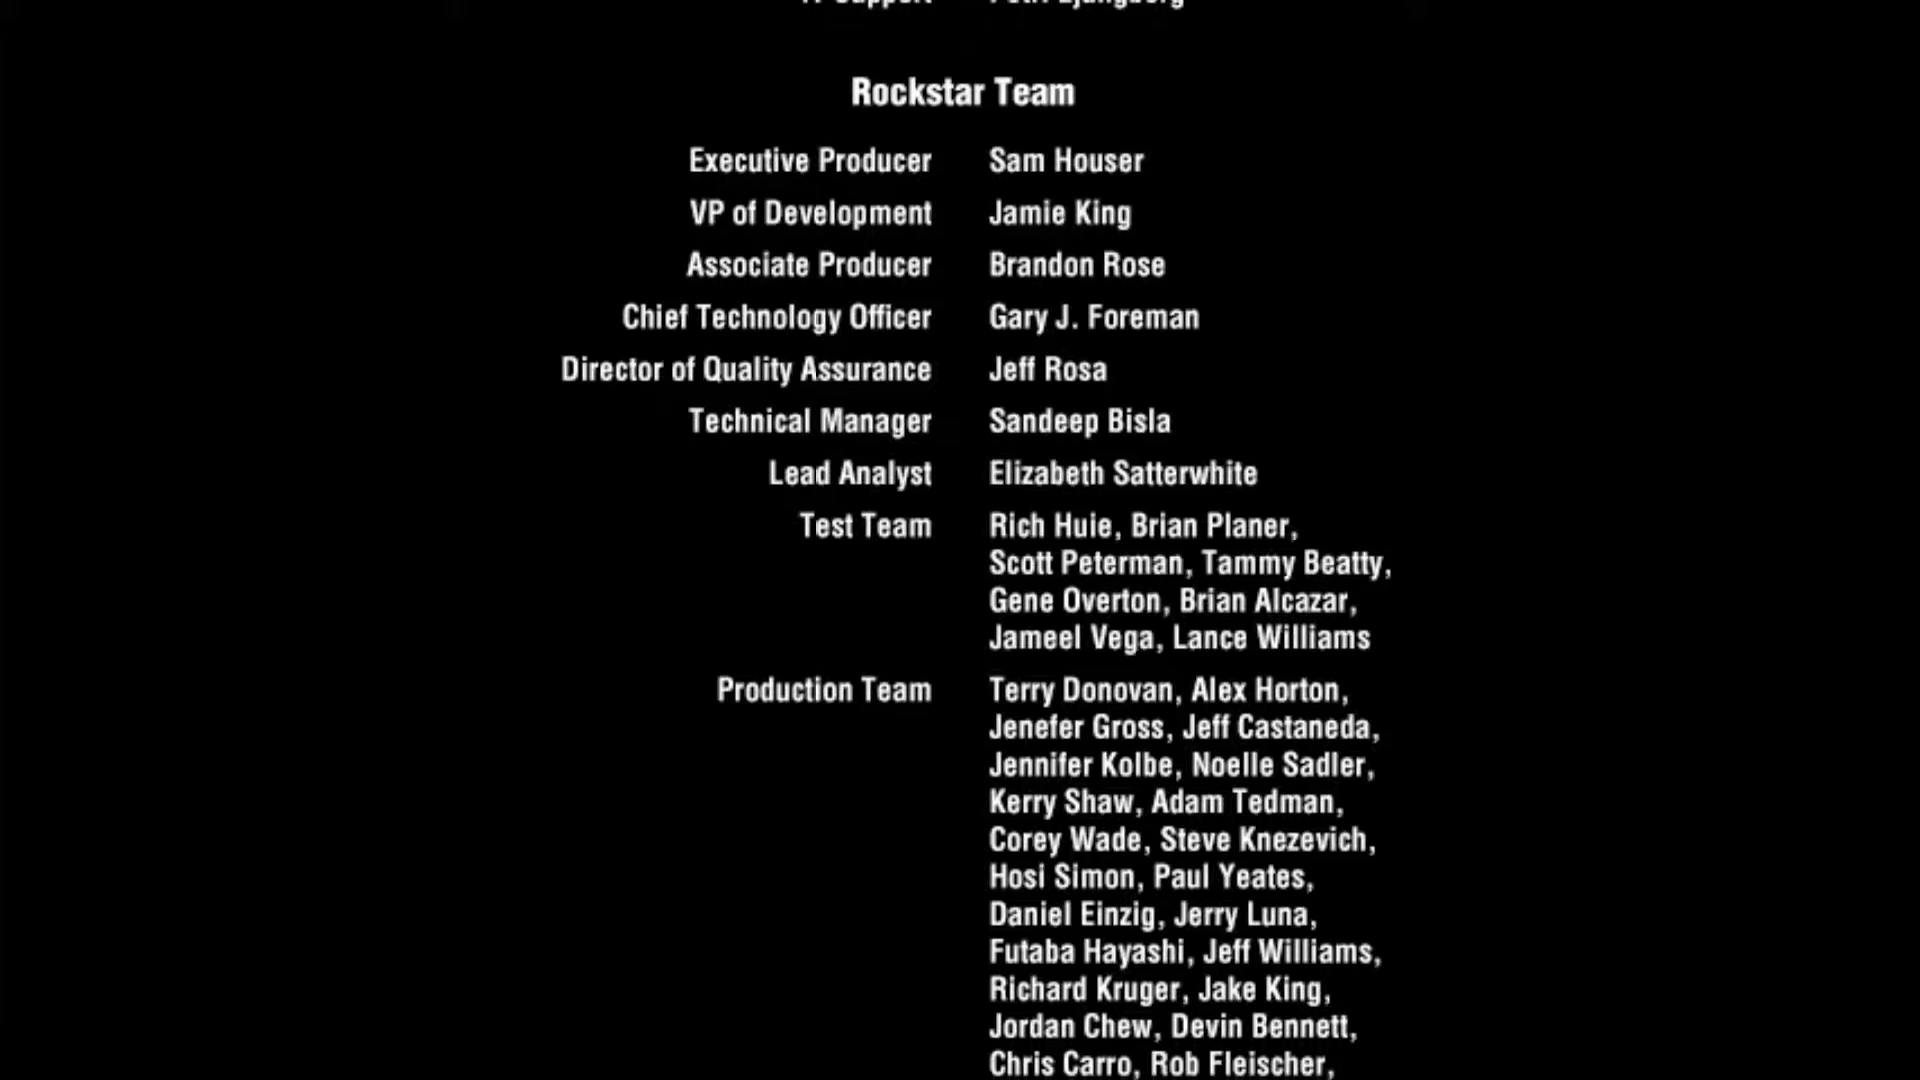 IT Support Petri Ljungberg
Rockstar Team
Executive Producer Sam Houser
VP of Development Jamie King
Associate Producer Brandon Rose
Chief Technology Officer Gary J. Foreman
Director of Quality Assurance Jeff Rosa
Technical Manager Sandeep Bisla
Lead Analyst Elizabeth Satterwhite
Test Team Rich Huie, Brian Planer,
Scott Peterman, Tammy Beatty,
Gene Overton, Brian Alcazar,
Jameel Vega, Lance Williams
Production Team Terry Donovan, Alex Horton,
Jenefer Gross, Jeff Castaneda,
Jennifer Kolbe, Noelle Sadler,
Kerry Shaw, Adam Tedman,
Corey Wade, Steve Knezevich,
Hosi Simon, Paul Yeates,
Daniel Einzig, Jerry Luna,
Futaba Hayashi, Jeff Williams,
Richard Kruger, Jake King,
Jordan Chew, Devin Bennett,
Chris Carro, Rob Fleischer,